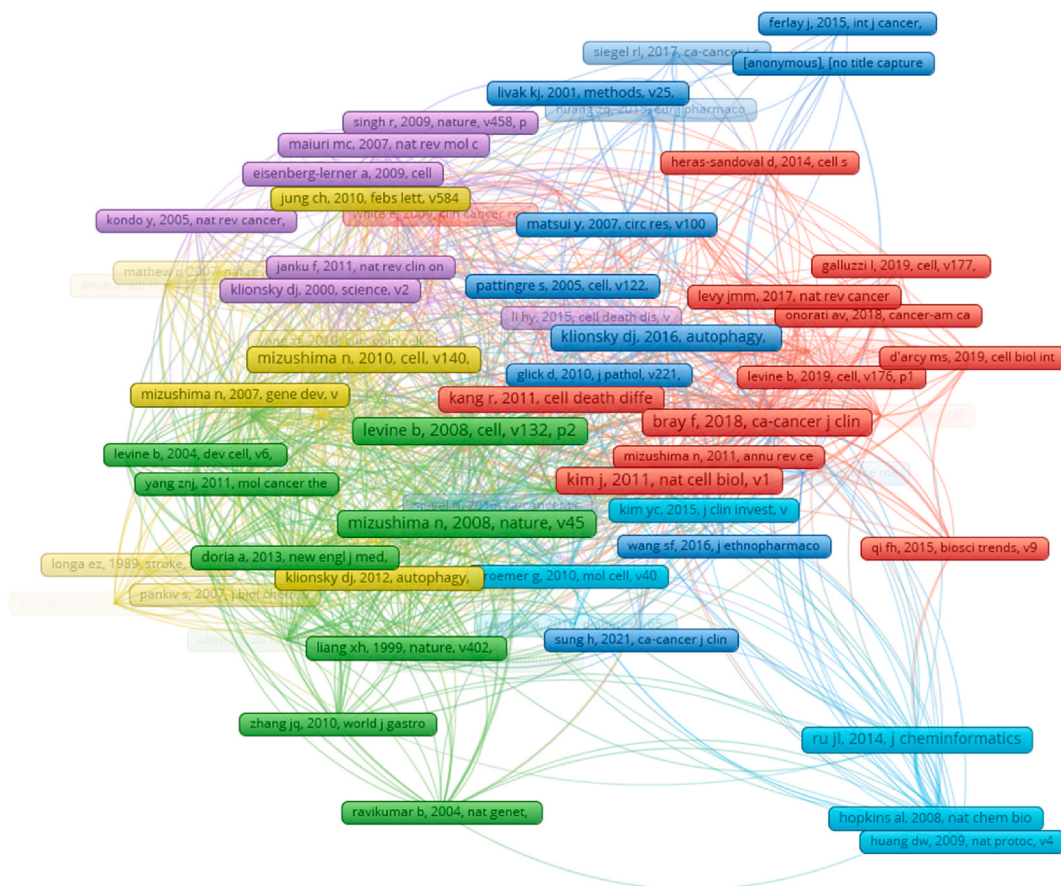 ferlay j, 2015, int j cancer,
siegel rl, 2017, ca-cancer j c
[anonymous], [no title capture
livak kj, 2001, methods, v25,
singh r, 2009, nature, v458, p
maiuri mc, 2007, nat rev mol c
heras-sandoval d, 2014, cell s
eisenberg-lerner a, 2009, cell
jung ch, 2010, febs lett, v584
kondo y, 2005, nat rev cancer,
matsui y, 2007, circ res, v100
janku f, 2011, nat rev clin on
galluzzi l, 2019, cell, v177,
klionsky dj, 2000, science, v2
pattingre s, 2005, cell, v122,
levy jmm, 2017, nat rev cancer
onorati av, 2018, cancer-am ca
li hy, 2015, cell death dis, v
klionsky dj, 2016, autophagy,
mizushima n, 2010, cell, v140,
d'arcy ms, 2019, cell biol int
glick d, 2010, j pathol, v221,
levine b, 2019, cell, v176, p1
mizushima n, 2007, gene dev, v
kang r, 2011, cell death diffe
bray f, 2018, ca-cancer j clin
levine b, 2008, cell, v132, p2
levine b, 2004, dev cell, v6,
mizushima n, 2011, annu rev ce
yang znj, 2011, mol cancer the
kim j, 2011, nat cell biol, v1
kim yc, 2015, j clin invest, v
mizushima n, 2008, nature, v45
wang sf, 2016, j ethnopharmaco
qi fh, 2015, biosci trends, v9
doria a, 2013, new engl j med,
longa ez, 1989, stroke,
klionsky dj, 2012, autophagy,
roemer g, 2010, mol cell, v40
pankiv s, 2007, j biol chem, v
sung h, 2021, ca-cancer j clin
liang xh, 1999, nature, v402,
zhang jq, 2010, world j gastro
ru jl, 2014, j cheminformatics
ravikumar b, 2004, nat genet,
hopkins al, 2008, nat chem bio
huang dw, 2009, nat protoc, v4